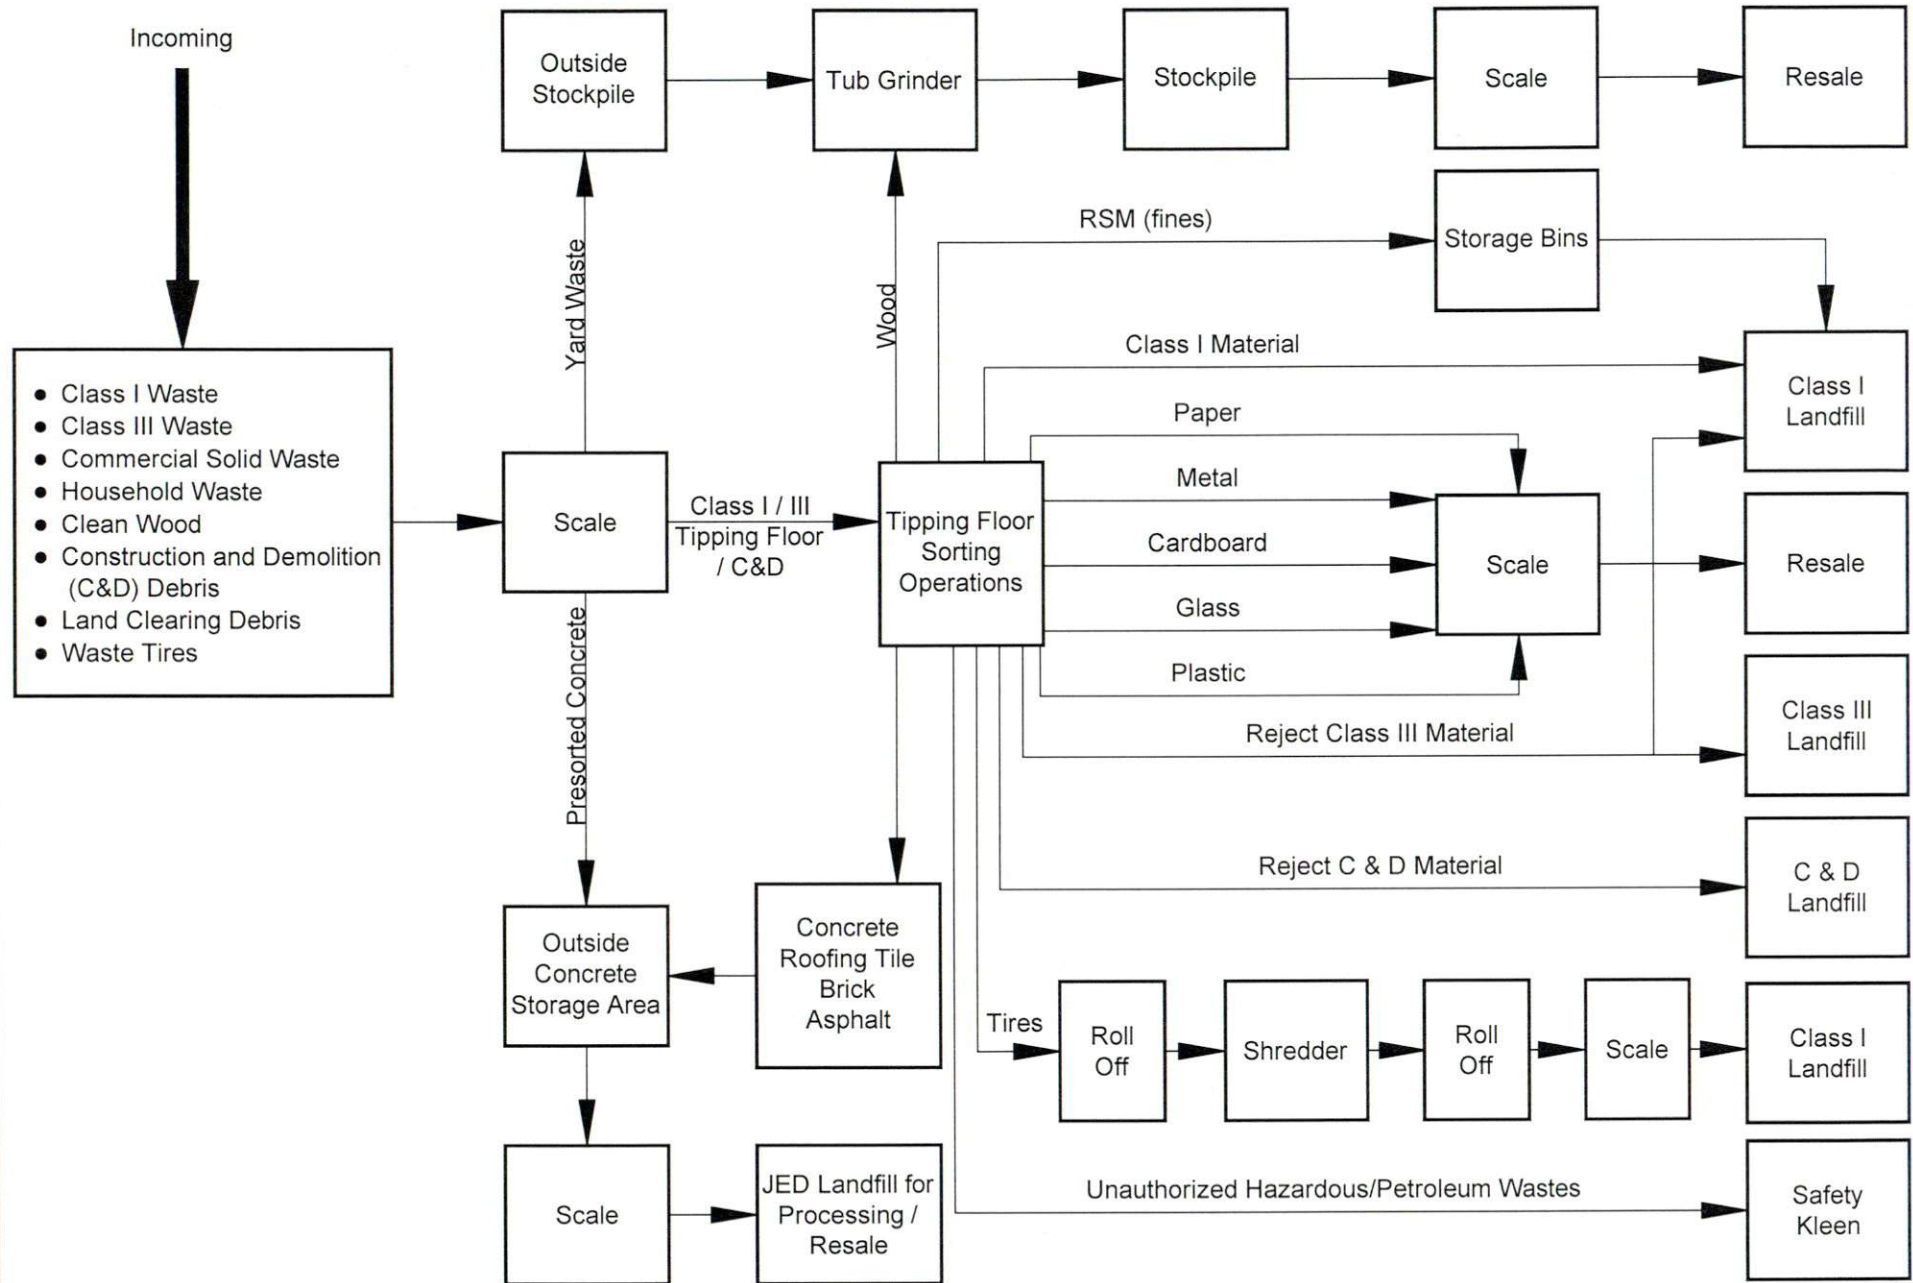 Incoming
Outside
Stockpile
Tub Grinder
Stockpile
Scale
Resale
RSM (fines)
Storage Bins
Yard Waste
Wood
Class I Material
Class I
Landfill
● Class I Waste
● Class III Waste
● Commercial Solid Waste
● Household Waste
● Clean Wood
● Construction and Demolition
(C&D) Debris
● Land Clearing Debris
● Waste Tires
Scale
Class I / III
Tipping Floor
/ C&D
Tipping Floor
Sorting
Operations
Paper
Metal
Cardboard
Glass
Plastic
Scale
Resale
Reject Class III Material
Class III
Landfill
Presorted Concrete
Reject C & D Material
C & D
Landfill
Outside
Concrete
Storage Area
Concrete
Roofing Tile
Brick
Asphalt
Tires
Roll
Off
Shredder
Roll
Off
Scale
Class I
Landfill
Scale
JED Landfill for
Processing /
Resale
Unauthorized Hazardous/Petroleum Wastes
Safety
Kleen